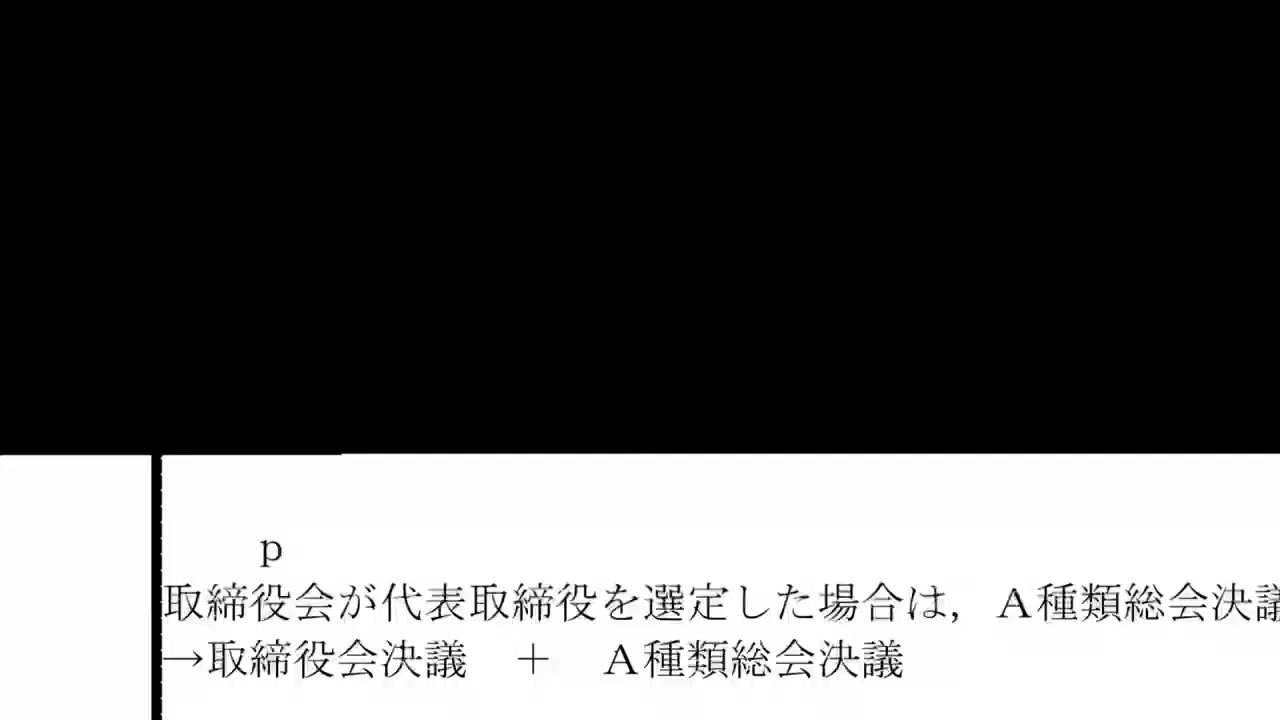 p
取締役会が代表取締役を選定した場合は，A種類総会決議
→取締役会決議　＋　A種類総会決議